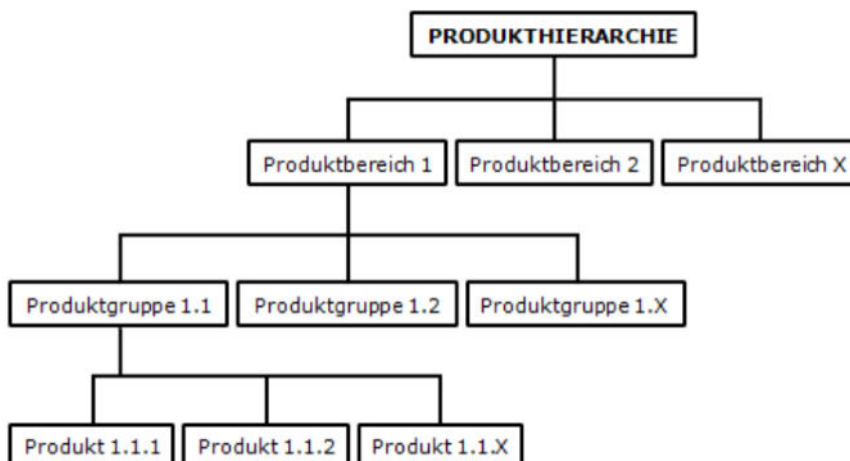 PRODUKTHIERARCHIE
Produktbereich 1
Produktbereich 2
Produktbereich X
Produktgruppe 1.1
Produktgruppe 1.2
Produktgruppe 1.X
Produkt 1.1.1
Produkt 1.1.2
Produkt 1.1.X